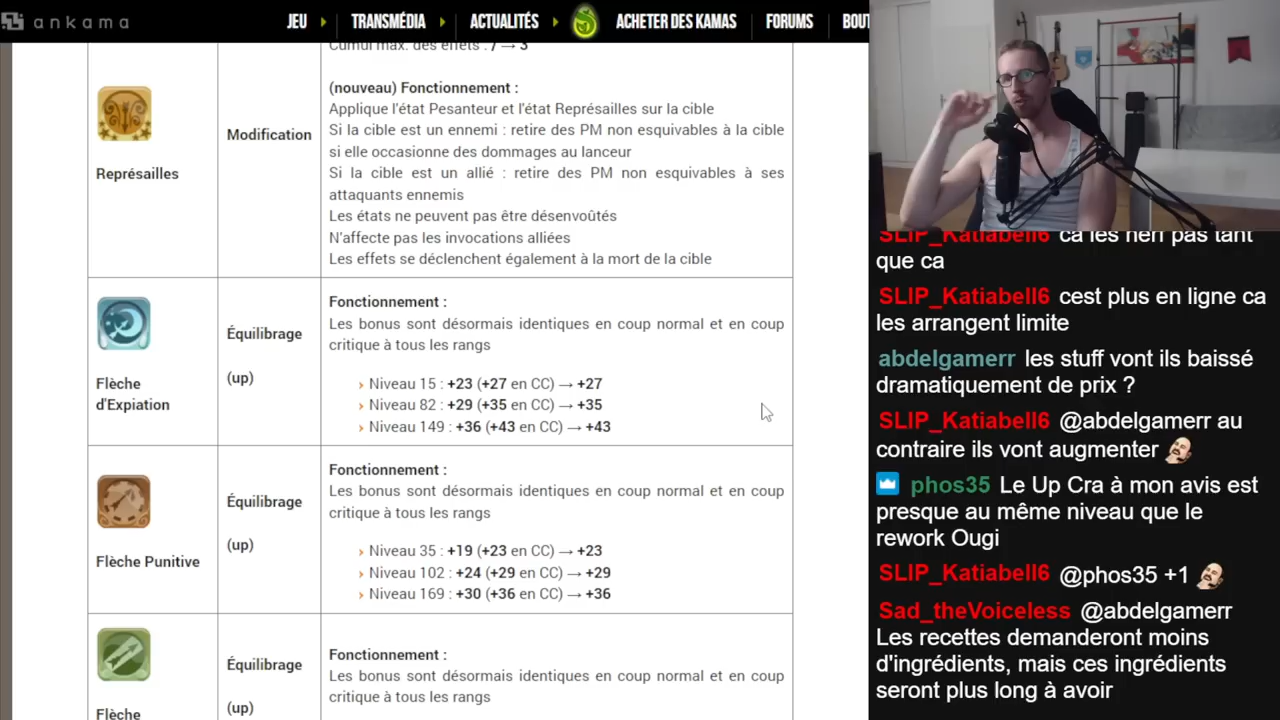 ankama
JEU
TRANSMÉDIA
ACTUALITÉS
ACHETER DES KAMAS
FORUMS
BOUT
Cumul max. des effets : 7 → 3
Représailles
Modification
(nouveau) Fonctionnement :
Applique l'état Pesanteur et l'état Représailles sur la cible
Si la cible est un ennemi : retire des PM non esquivables à la cible
si elle occasionne des dommages au lanceur
Si la cible est un allié : retire des PM non esquivables à ses
attaquants ennemis
Les états ne peuvent pas être désenvoûtés
N'affecte pas les invocations alliées
Les effets se déclenchent également à la mort de la cible
Flèche
d'Expiation
Équilibrage
(up)
Fonctionnement :
Les bonus sont désormais identiques en coup normal et en coup
critique à tous les rangs
› Niveau 15 : +23 (+27 en CC) → +27
› Niveau 82 : +29 (+35 en CC) → +35
› Niveau 149 : +36 (+43 en CC) → +43
Flèche Punitive
Équilibrage
(up)
Fonctionnement :
Les bonus sont désormais identiques en coup normal et en coup
critique à tous les rangs
› Niveau 35 : +19 (+23 en CC) → +23
› Niveau 102 : +24 (+29 en CC) → +29
› Niveau 169 : +30 (+36 en CC) → +36
Flèche
Équilibrage
(up)
Fonctionnement :
Les bonus sont désormais identiques en coup normal et en coup
critique à tous les rangs
SLIP_Katiabell6 ca les nerf pas tant
que ca
SLIP_Katiabell6 cest plus en ligne ca
les arrangent limite
abdelgamerr les stuff vont ils baissé
dramatiquement de prix ?
SLIP_Katiabell6 @abdelgamerr au
contraire ils vont augmenter
phos35 Le Up Cra à mon avis est
presque au même niveau que le
rework Ougi
SLIP_Katiabell6 @phos35 +1
Sad_theVoiceless @abdelgamerr
Les recettes demanderont moins
d'ingrédients, mais ces ingrédients
seront plus long à avoir